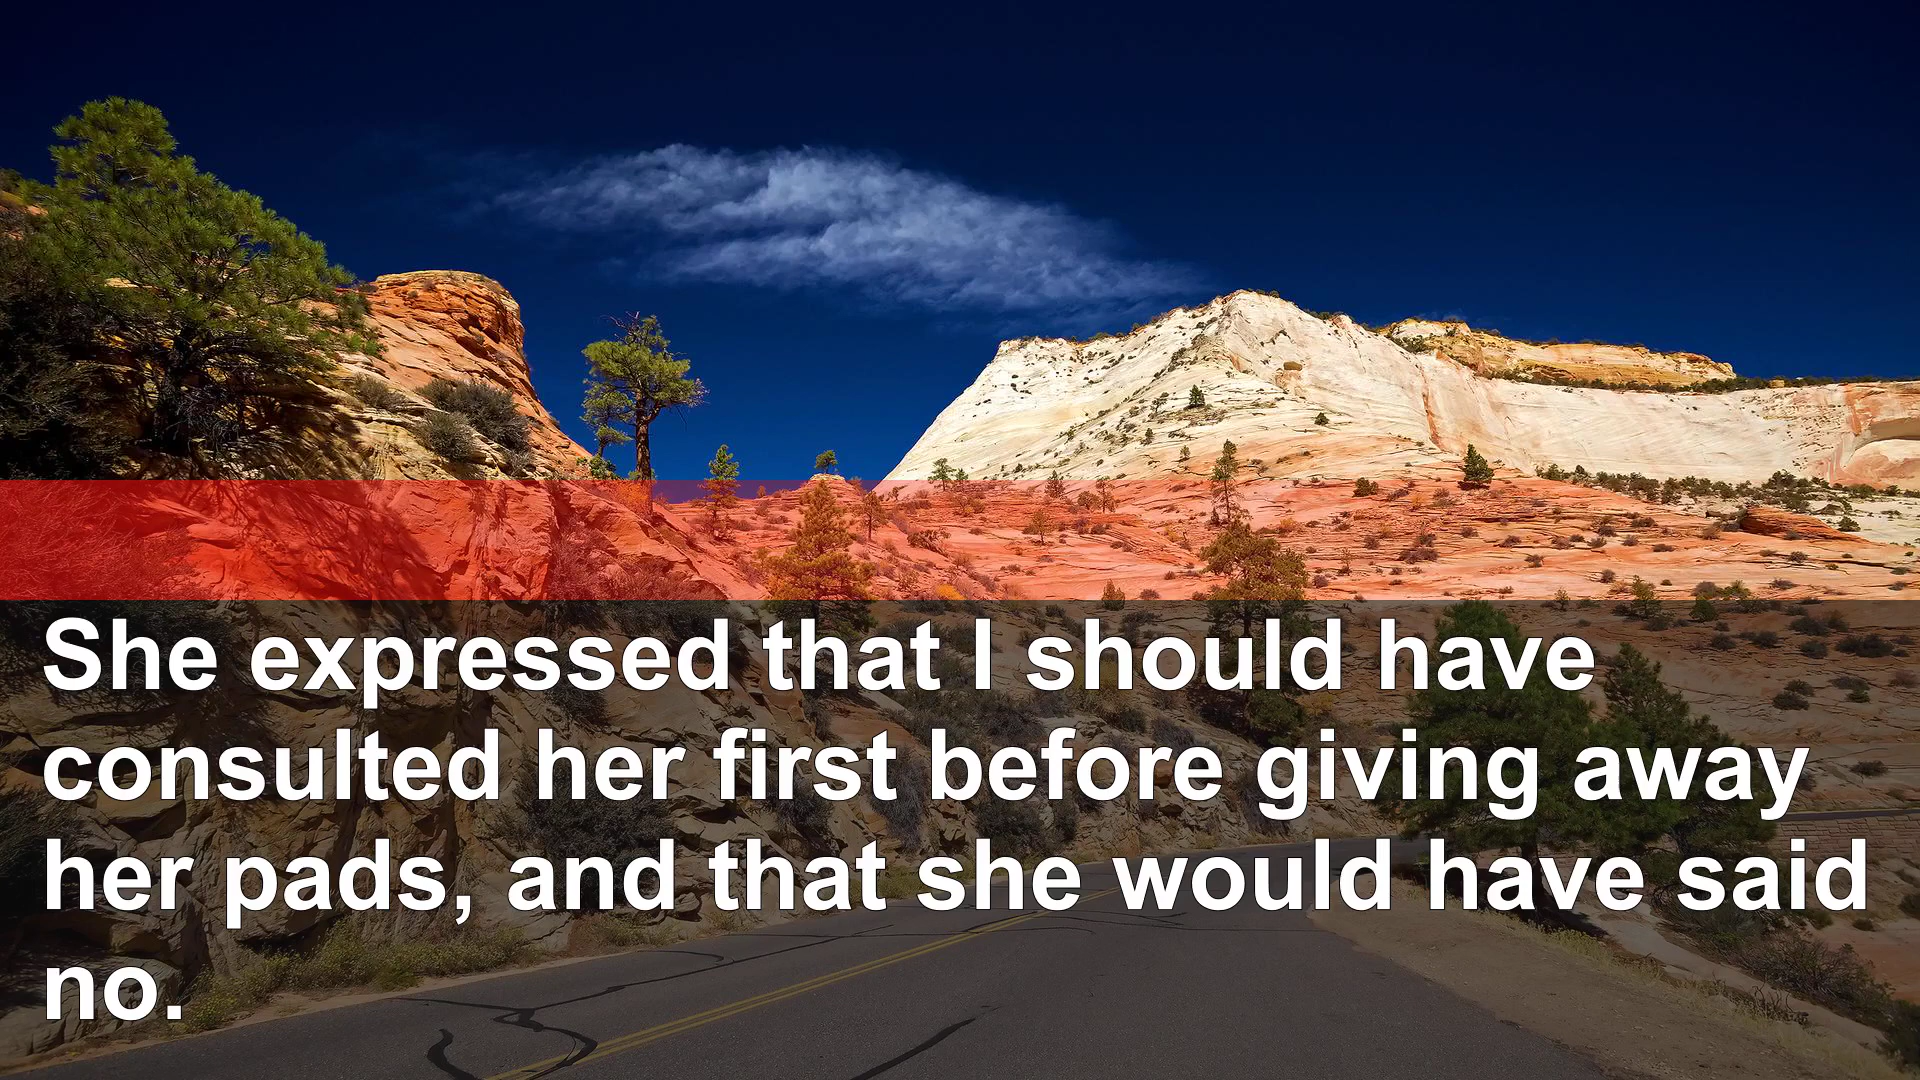 She expressed that I should have
consulted her first before giving away
her pads, and that she would have said
no.